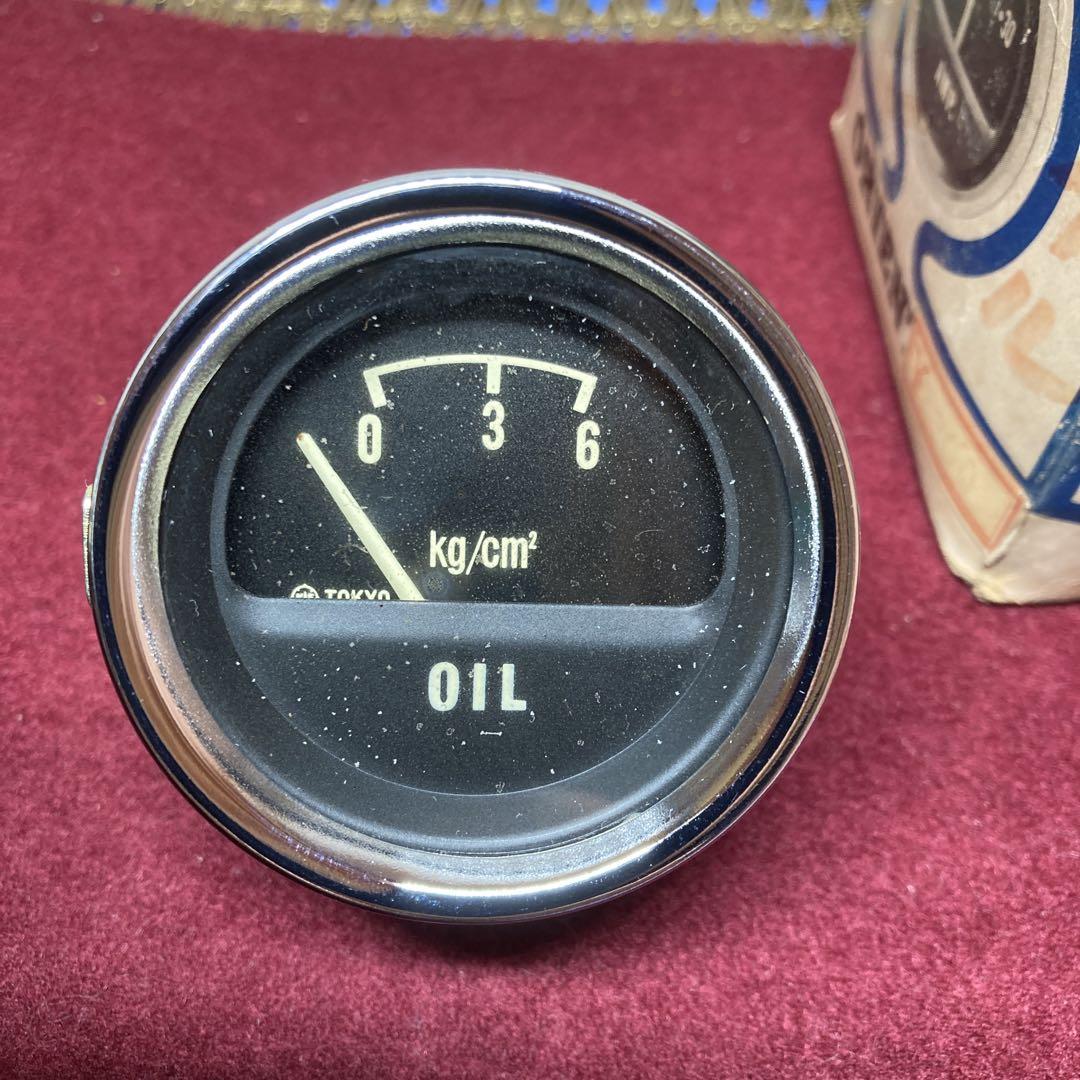 0 3 6
kg/cm²
TOKYO
OIL